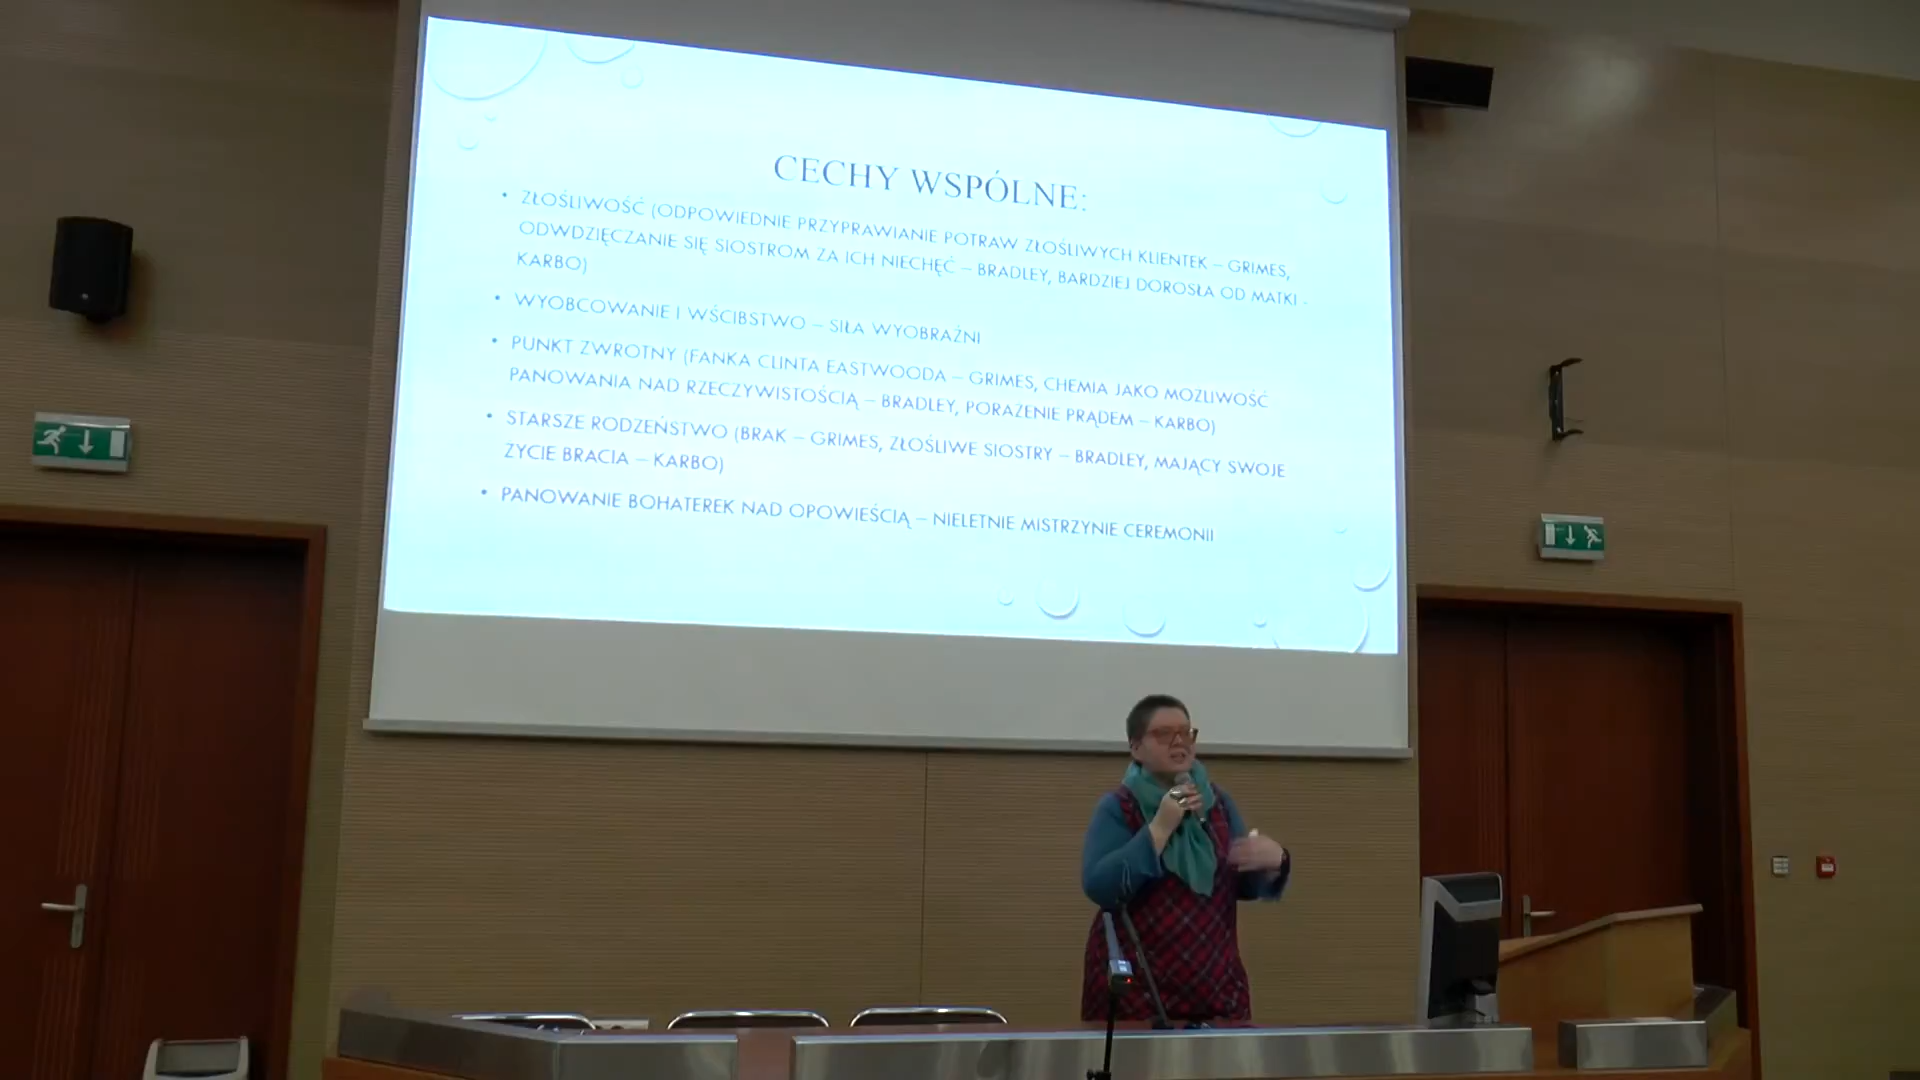 CECHY WSPÓLNE:
• ZŁOŚLIWOŚĆ (ODPOWIEDNIE PRZYPRAWIANIE POTRAW ZŁOŚLIWYCH KLIENTEK – GRIMES,
ODWDZIĘCZANIE SIĘ SIOSTROM ZA ICH NIECHĘĆ – BRADLEY, BARDZIEJ DOROSŁA OD MATKI -
KARBO)
• WYOBCOWANIE I WŚCIBSTWO – SIŁA WYOBRAŹNI
• PUNKT ZWROTNY (FANKA CLINTA EASTWOODA – GRIMES, CHEMIA JAKO MOŻLIWOŚĆ
PANOWANIA NAD RZECZYWISTOŚCIĄ – BRADLEY, PORAŻENIE PRĄDEM – KARBO)
• STARSZE RODZEŃSTWO (BRAK – GRIMES, ZŁOŚLIWE SIOSTRY – BRADLEY, MAJĄCY SWOJE
ŻYCIE BRACIA – KARBO)
• PANOWANIE BOHATEREK NAD OPOWIEŚCIĄ – NIELETNIE MISTRZYNIE CEREMONII